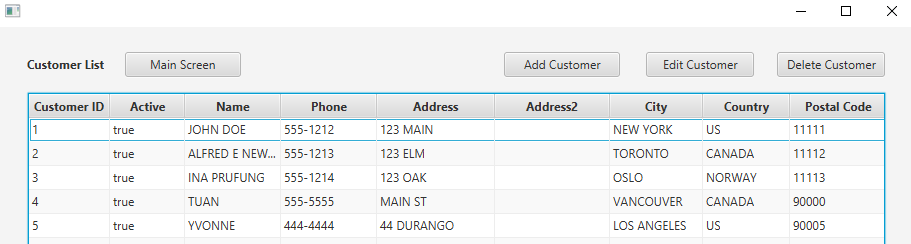 Customer List Main Screen Add Customer Edit Customer Delete Customer
Customer ID Active Name Phone Address Address2 City Country Postal Code
1 true JOHN DOE 555-1212 123 MAIN NEW YORK US 11111
2 true ALFRED E NEW... 555-1213 123 ELM TORONTO CANADA 11112
3 true INA PRUFUNG 555-1214 123 OAK OSLO NORWAY 11113
4 true TUAN 555-5555 MAIN ST VANCOUVER CANADA 90000
5 true YVONNE 444-4444 44 DURANGO LOS ANGELES US 90005